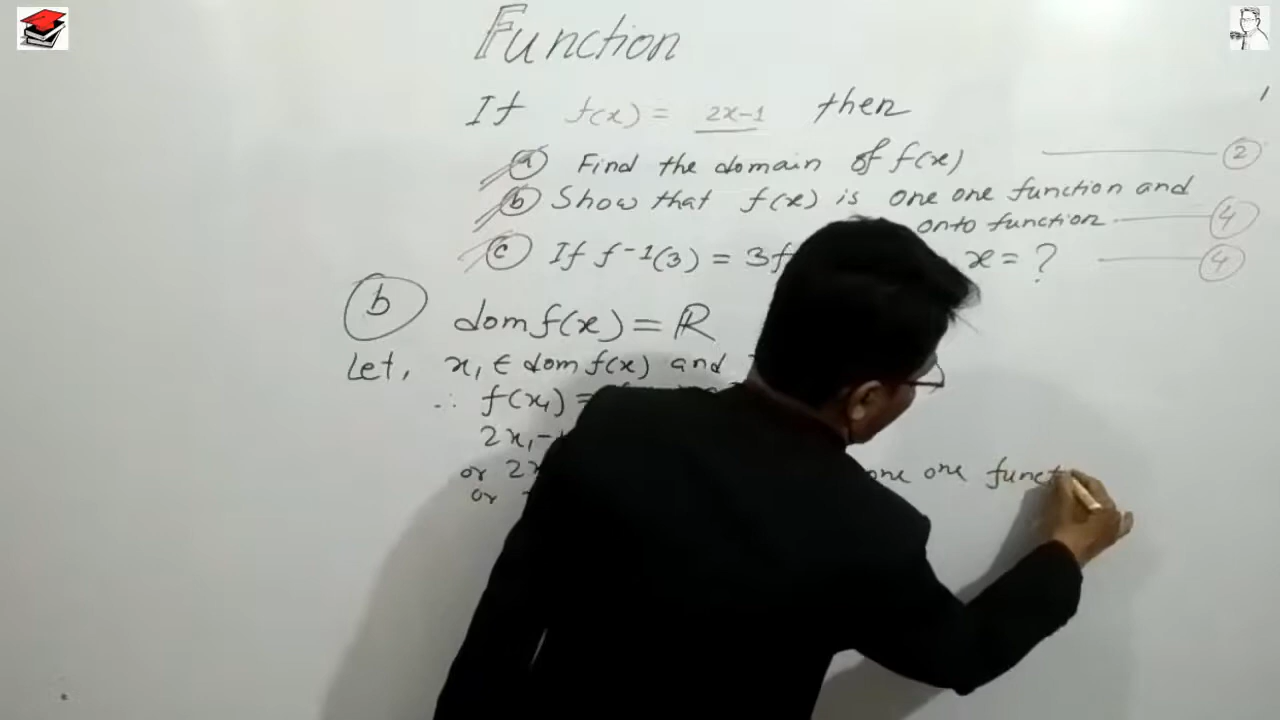 Function
If f(x) = 2x-1 then
(a) Find the domain of f(x) (2)
(b) Show that f(x) is one one function and
onto function (4)
(c) If f⁻¹(3) = 3f x = ? (4)
(b) dom f(x) = ℝ
Let, x₁ ∈ dom f(x) and
∴ f(x₁) =
2x₁-
or 2x one one funct
or